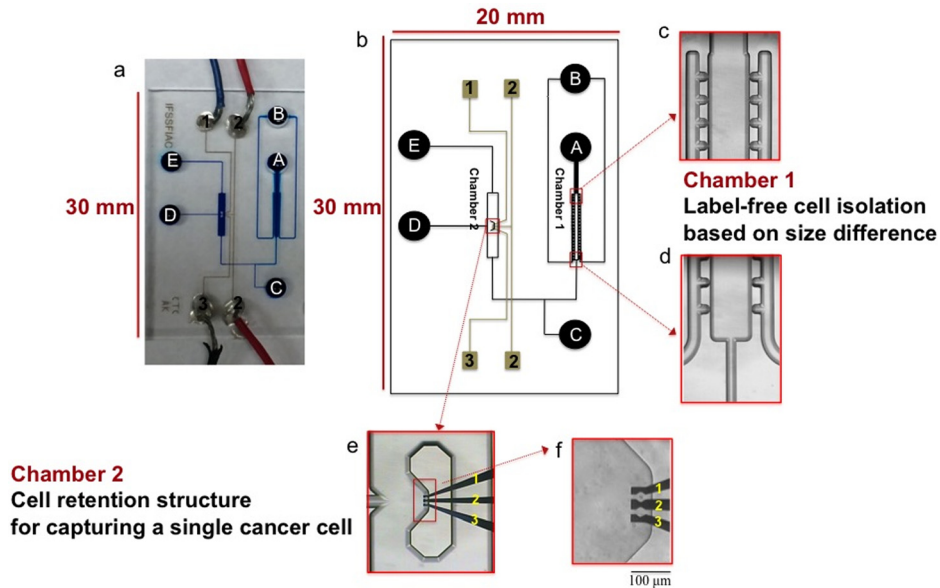 20 mm
a
b
c
30 mm
IFSSFIAC
1
2
B
A
E
D
C
3
2
30 mm
1
2
B
E
A
Chamber 2
Chamber 1
D
C
3
2
Chamber 1
Label-free cell isolation
based on size difference
d
Chamber 2
Cell retention structure
for capturing a single cancer cell
e
1
2
3
f
1
2
3
100 μm